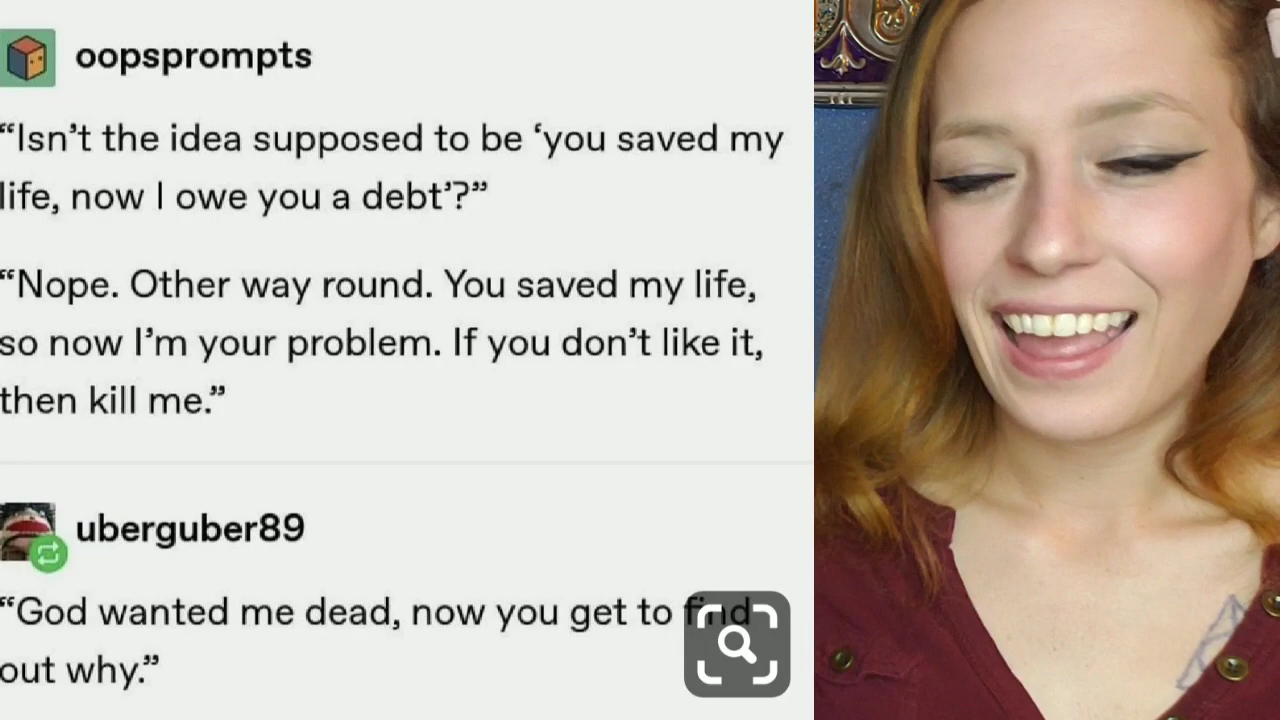 oopsprompts
“Isn’t the idea supposed to be ‘you saved my
life, now I owe you a debt’?”
“Nope. Other way round. You saved my life,
so now I’m your problem. If you don’t like it,
then kill me.”
uberguber89
“God wanted me dead, now you get to find
out why.”